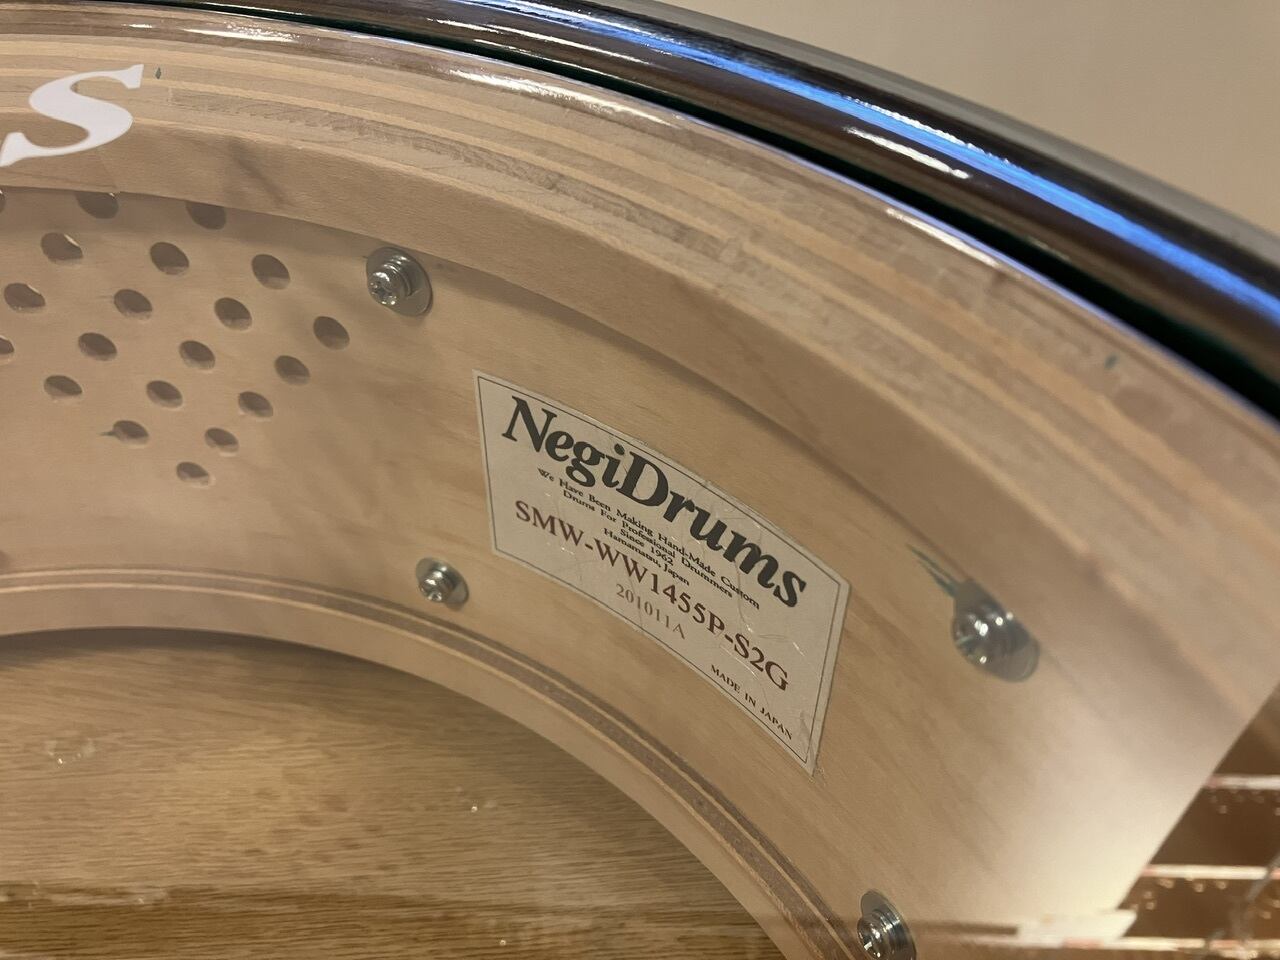 S
NegiDrums
We Have Been Making Hand-Made Custom
Drums For Professional Drummers
Since 1962
Hamamatsu, Japan
SMW-WW1455P-S2G
201011A
MADE IN JAPAN